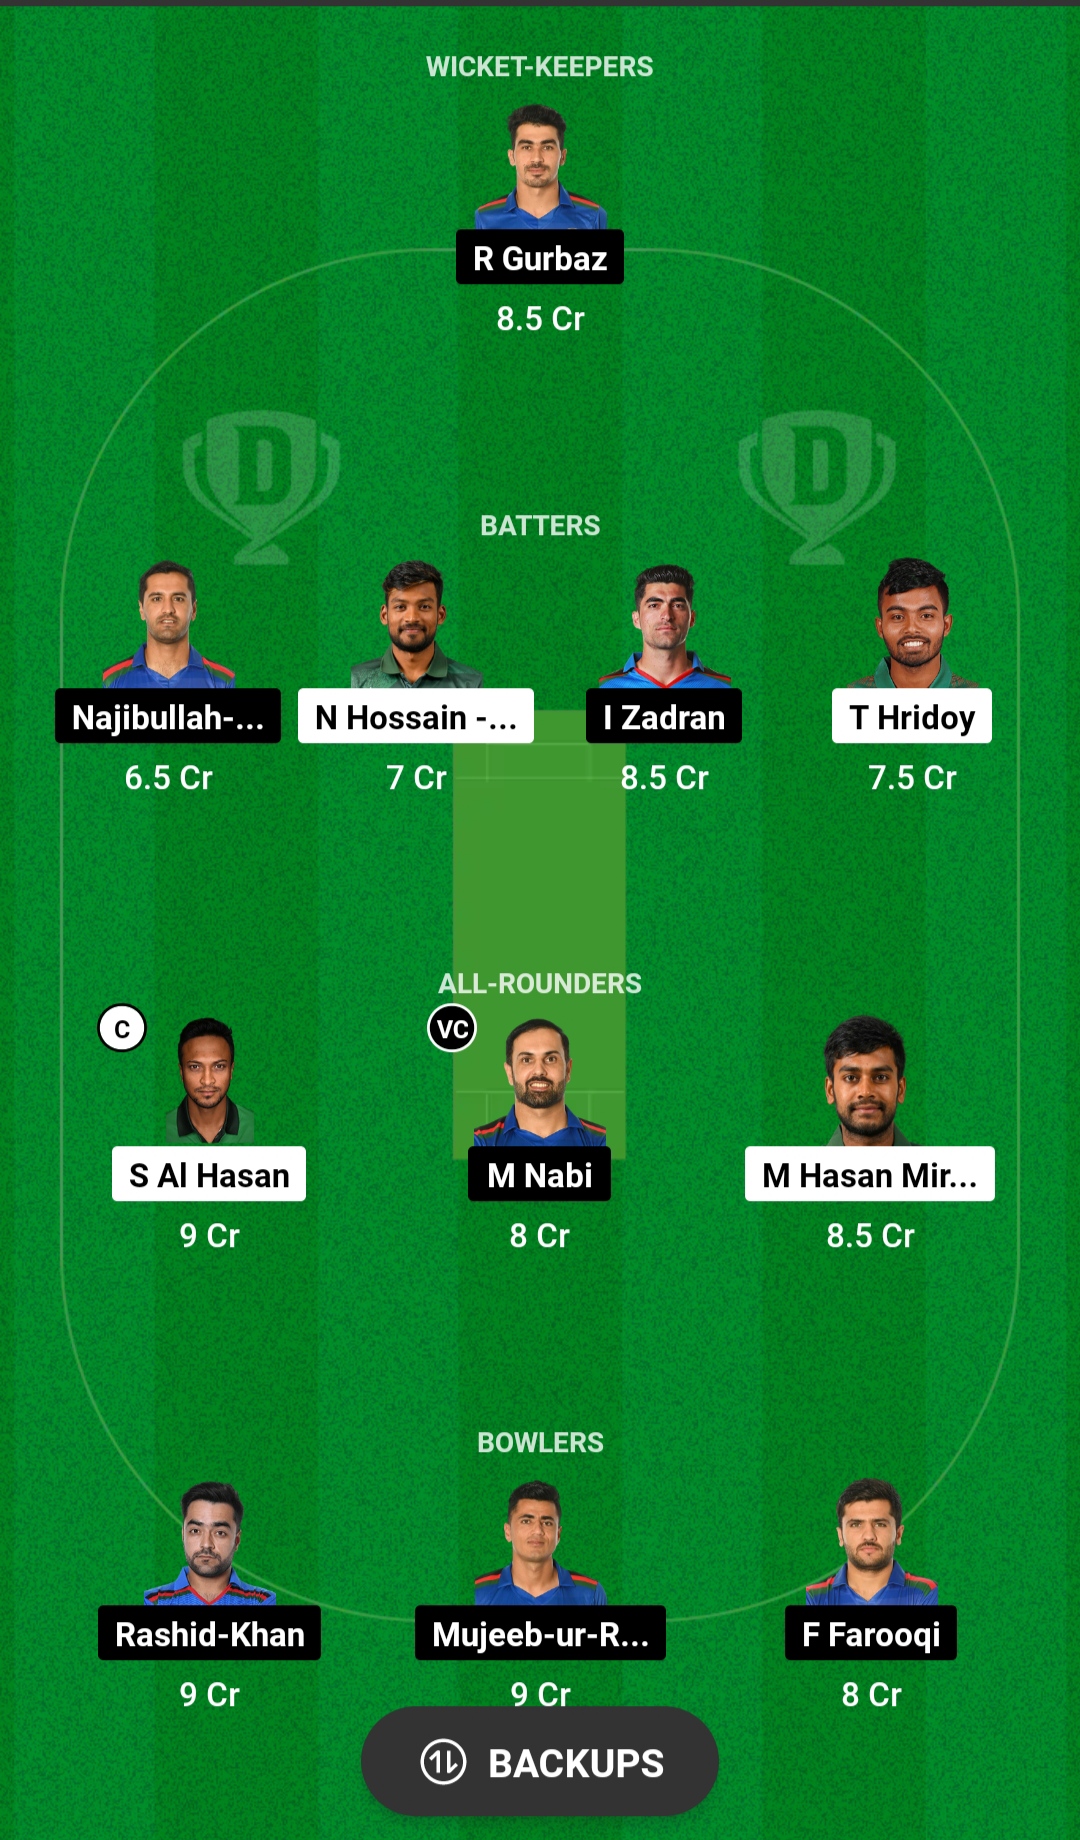 WICKET-KEEPERS
R Gurbaz
8.5 Cr
D D
BATTERS
Najibullah-... N Hossain -... I Zadran T Hridoy
6.5 Cr 7 Cr 8.5 Cr 7.5 Cr
ALL-ROUNDERS
C VC
S Al Hasan M Nabi M Hasan Mir...
9 Cr 8 Cr 8.5 Cr
BOWLERS
Rashid-Khan Mujeeb-ur-R... F Farooqi
9 Cr 9 Cr 8 Cr
BACKUPS